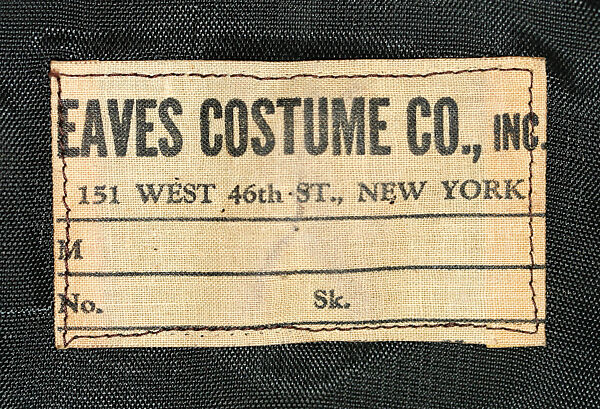 EAVES COSTUME CO., INC.
151 WEST 46th ST., NEW YORK
M
No. Sk.